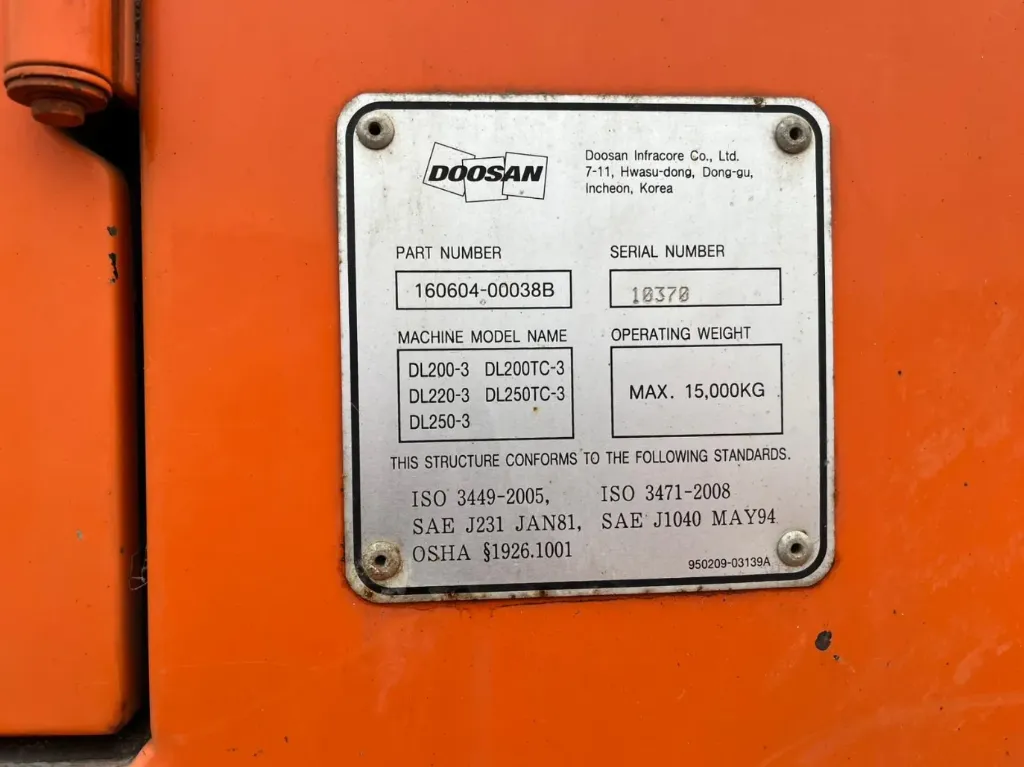 DOOSAN
Doosan Infracore Co., Ltd.
7-11, Hwasu-dong, Dong-gu,
Incheon, Korea
PART NUMBER
160604-00038B
SERIAL NUMBER
10370
MACHINE MODEL NAME
DL200-3 DL200TC-3
DL220-3 DL250TC-3
DL250-3
OPERATING WEIGHT
MAX. 15,000KG
THIS STRUCTURE CONFORMS TO THE FOLLOWING STANDARDS.
ISO 3449-2005, ISO 3471-2008
SAE J231 JAN81, SAE J1040 MAY94
OSHA §1926.1001
950209-03139A